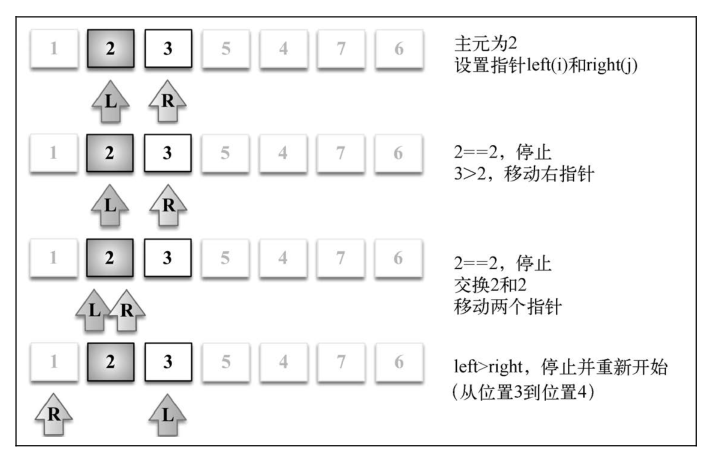 1 2 3 5 4 7 6
主元为2
设置指针left(i)和right(j)
L R
1 2 3 5 4 7 6
2==2，停止
3>2，移动右指针
L R
1 2 3 5 4 7 6
2==2，停止
交换2和2
移动两个指针
L R
1 2 3 5 4 7 6
left>right，停止并重新开始
（从位置3到位置4）
R L